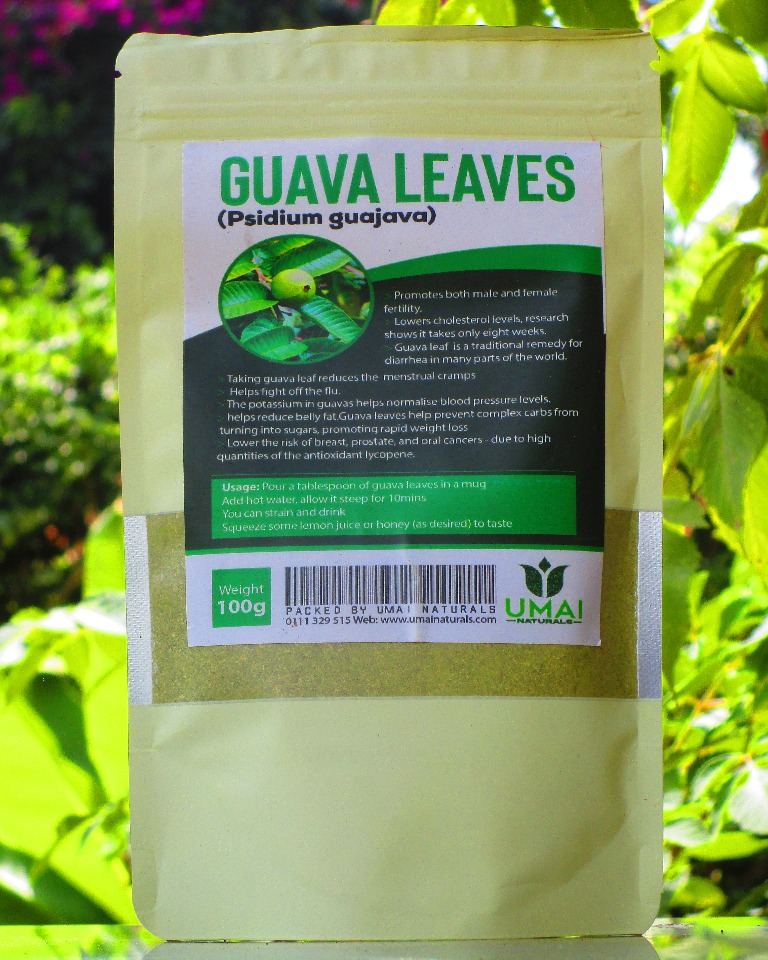 GUAVA LEAVES
(Psidium guajava)
Promotes both male and female
fertility.
Lowers cholesterol levels, research
shows it takes only eight weeks.
Guava leaf is a traditional remedy for
diarrhea in many parts of the world.
Taking guava leaf reduces the menstrual cramps
Helps fight off the flu.
The potassium in guavas helps normalise blood pressure levels.
helps reduce belly fat.Guava leaves help prevent complex carbs from
turning into sugars, promoting rapid weight loss
Lower the risk of breast, prostate, and oral cancers - due to high
quantities of the antioxidant lycopene.
Usage: Pour a tablespoon of guava leaves in a mug
Add hot water, allow it steep for 10mins
You can strain and drink
Squeeze some lemon juice or honey (as desired) to taste
Weight
100g
PACKED BY UMAI NATURALS
0111 329 515 Web: www.umainaturals.com
UMAI
NATURALS